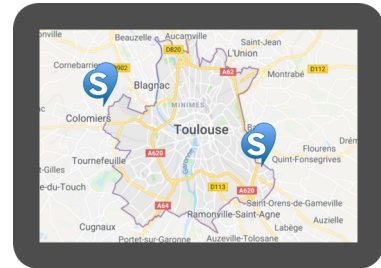 Beauzelle
Aucamville
D820
Saint-Jean
onville
L'Union
Cornebarrieu
D902
A62
Montrabé
D112
Blagnac
MINIMES
S
Colomiers
Toulouse
Ba
S
Drém
Flourens
Tournefeuille
A620
Quint-Fonsegrives
t-Gilles
A620
e-du-Touch
D113
Saint-Orens-de-Gameville
A64
Ramonville-Saint-Agne
Auzielle
Cugnaux
Labège
Portet-sur-Garonne
Auzeville-Tolosane